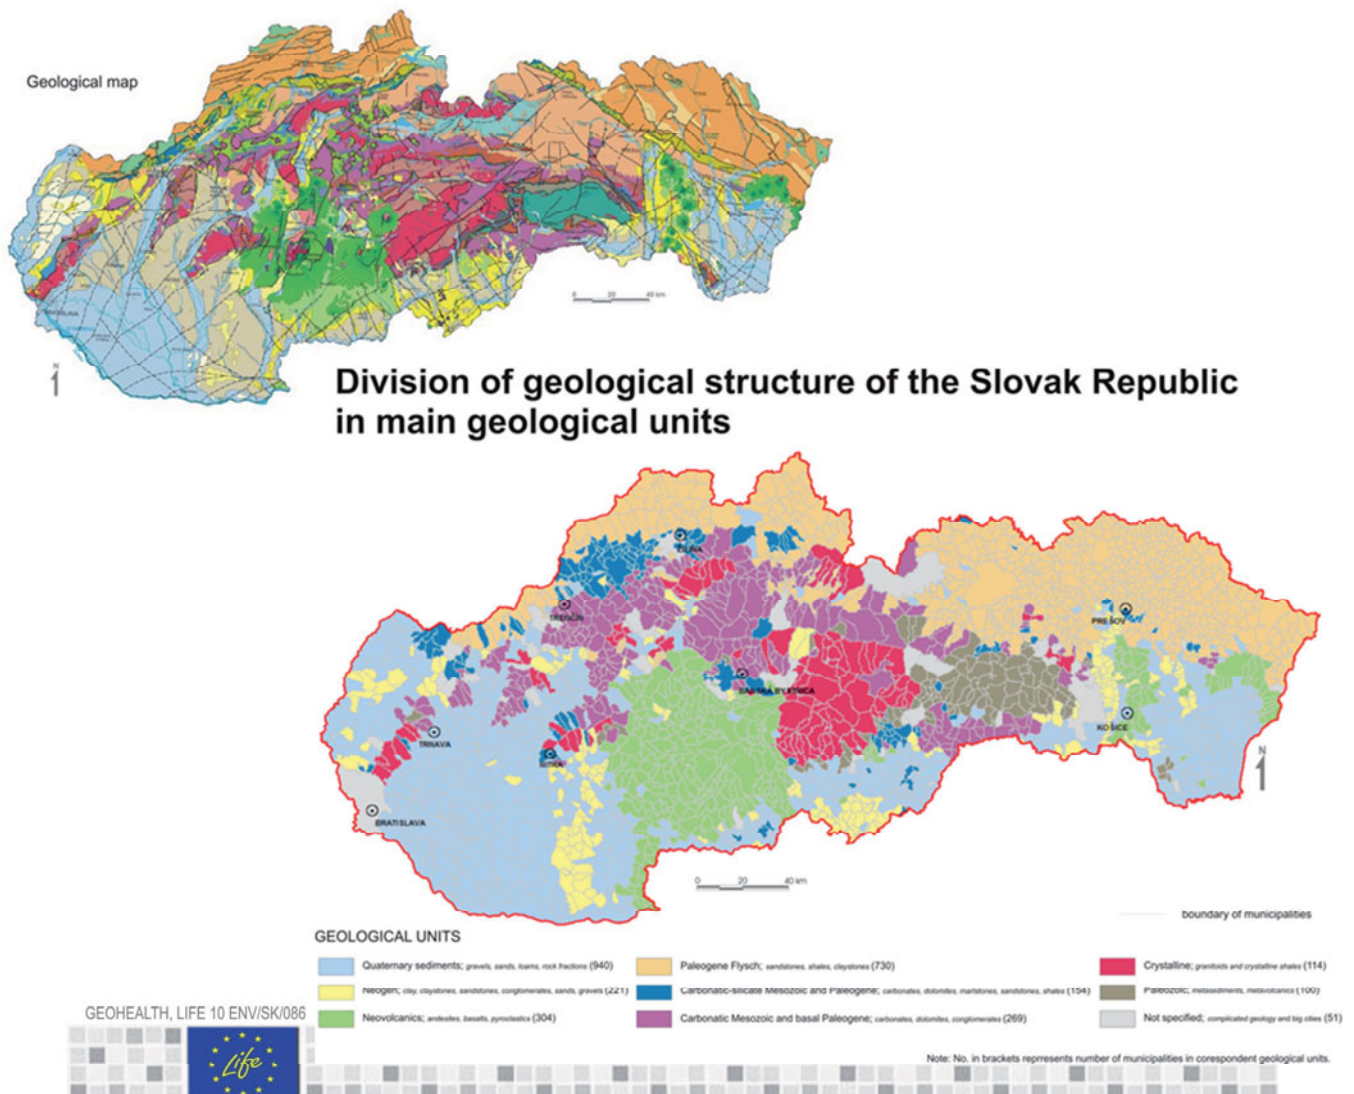 Geological map
0 20 40 km
N
Division of geological structure of the Slovak Republic
in main geological units
ŽILINA
TRENČÍN
PREŠOV
BANSKÁ BYSTRICA
KOŠICE
TRNAVA
NITRA
BRATISLAVA
N
0 20 40 km
boundary of municipalities
GEOLOGICAL UNITS
Quaternary sediments; gravels, sands, loams, rock fractions (940)
Paleogene Flysch; sandstones, shales, claystones (730)
Crystalline; granitoids and crystalline shales (114)
Neogen; clay, claystones, sandstones, conglomerates, sands, gravels (221)
Carbonatic-silicate Mesozoic and Paleogene; carbonates, dolomites, marlstones, sandstones, shales (154)
Paleozoic; metasediments, metavolcanics (100)
Neovolcanics; andesites, basalts, pyroclastics (304)
Carbonatic Mesozoic and basal Paleogene; carbonates, dolomites, conglomerates (269)
Not specified; complicated geology and big cities (51)
GEOHEALTH, LIFE 10 ENV/SK/086
Life
Note: No. in brackets reprresents number of municipalities in corespondent geological units.